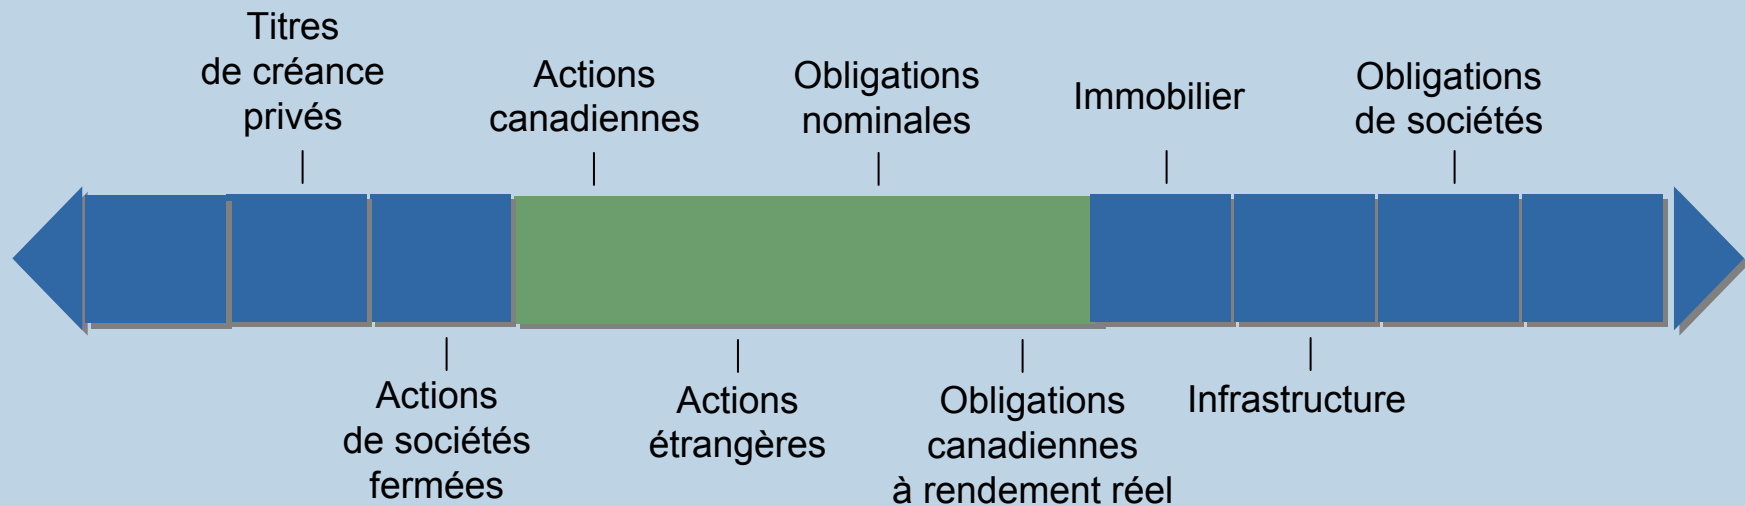 Titres
de créance
privés
Actions
canadiennes
Obligations
nominales
Immobilier
Obligations
de sociétés
Actions
de sociétés
fermées
Actions
étrangères
Obligations
canadiennes
à rendement réel
Infrastructure